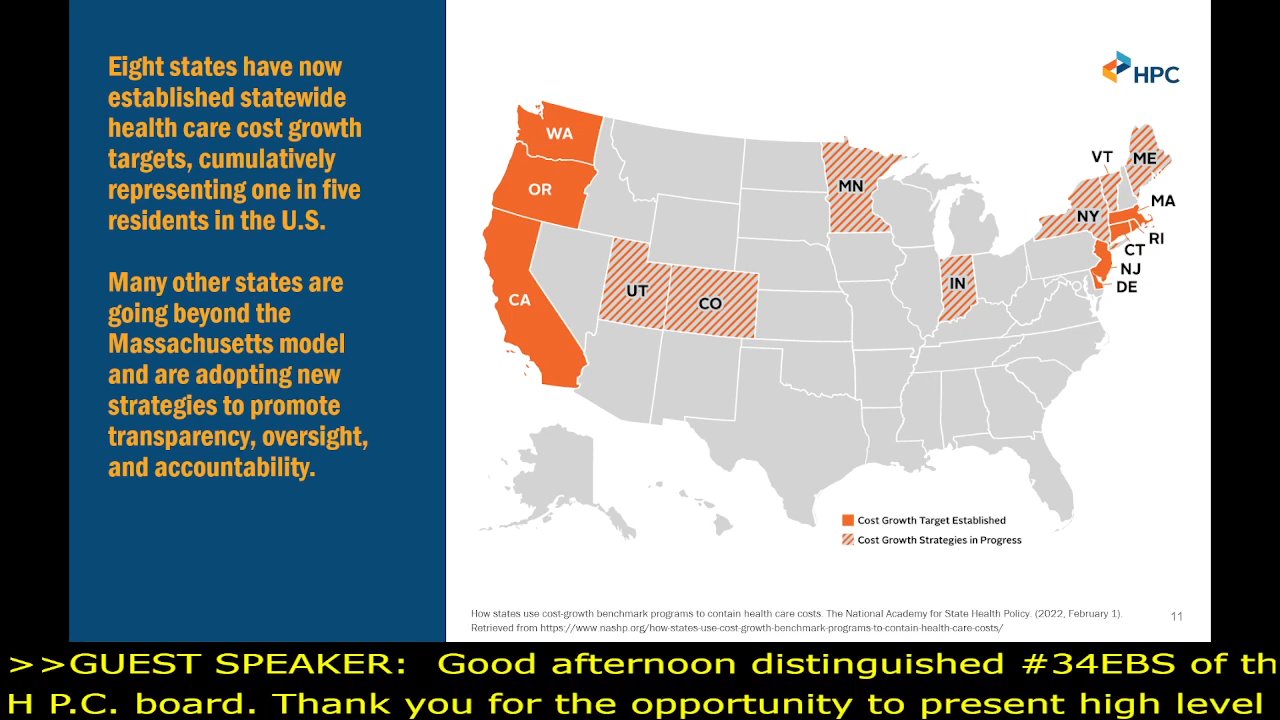 Eight states have now
established statewide
health care cost growth
targets, cumulatively
representing one in five
residents in the U.S.
Many other states are
going beyond the
Massachusetts model
and are adopting new
strategies to promote
transparency, oversight,
and accountability.
HPC
WA
OR
CA
UT
CO
MN
IN
VT
ME
NY
MA
RI
CT
NJ
DE
Cost Growth Target Established
Cost Growth Strategies in Progress
How states use cost-growth benchmark programs to contain health care costs. The National Academy for State Health Policy. (2022, February 1).
Retrieved from https://www.nashp.org/how-states-use-cost-growth-benchmark-programs-to-contain-health-care-costs/
11
>>GUEST SPEAKER: Good afternoon distinguished #34EBS of th
H P.C. board. Thank you for the opportunity to present high level